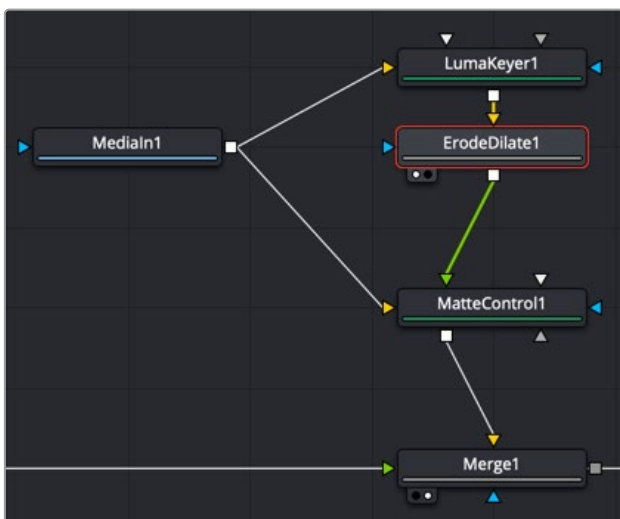 LumaKeyer1
MediaIn1
ErodeDilate1
MatteControl1
Merge1